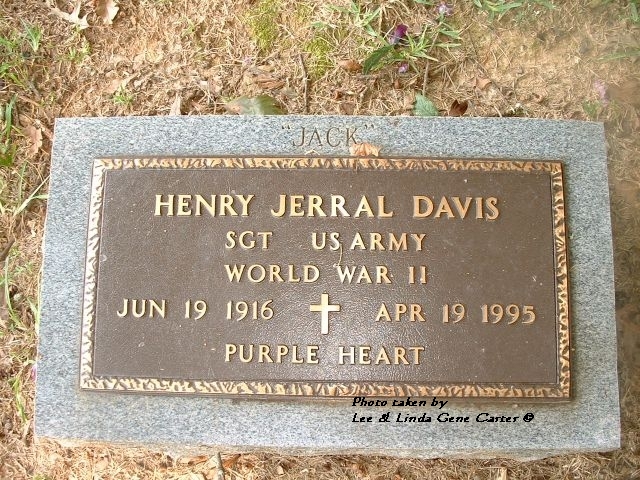 "JACK"
HENRY JERRAL DAVIS
SGT US ARMY
WORLD WAR II
JUN 19 1916 APR 19 1995
PURPLE HEART
Photo taken by
Lee & Linda Gene Carter ©